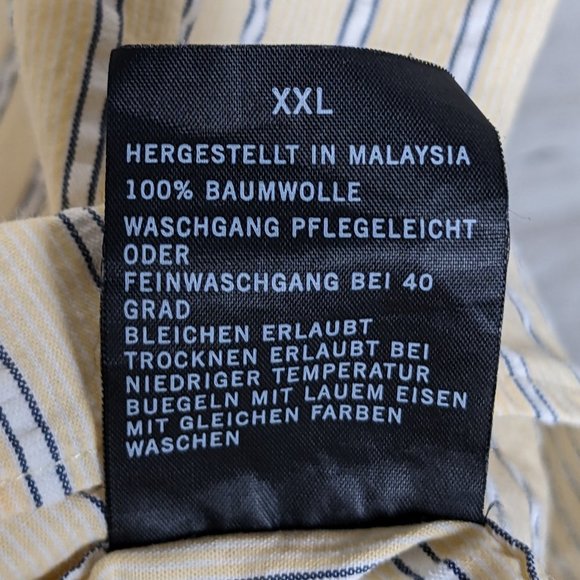 XXL
HERGESTELLT IN MALAYSIA
100% BAUMWOLLE
WASCHGANG PFLEGELEICHT
ODER
FEINWASCHGANG BEI 40
GRAD
BLEICHEN ERLAUBT
TROCKNEN ERLAUBT BEI
NIEDRIGER TEMPERATUR
BUEGELN MIT LAUEM EISEN
MIT GLEICHEN FARBEN
WASCHEN